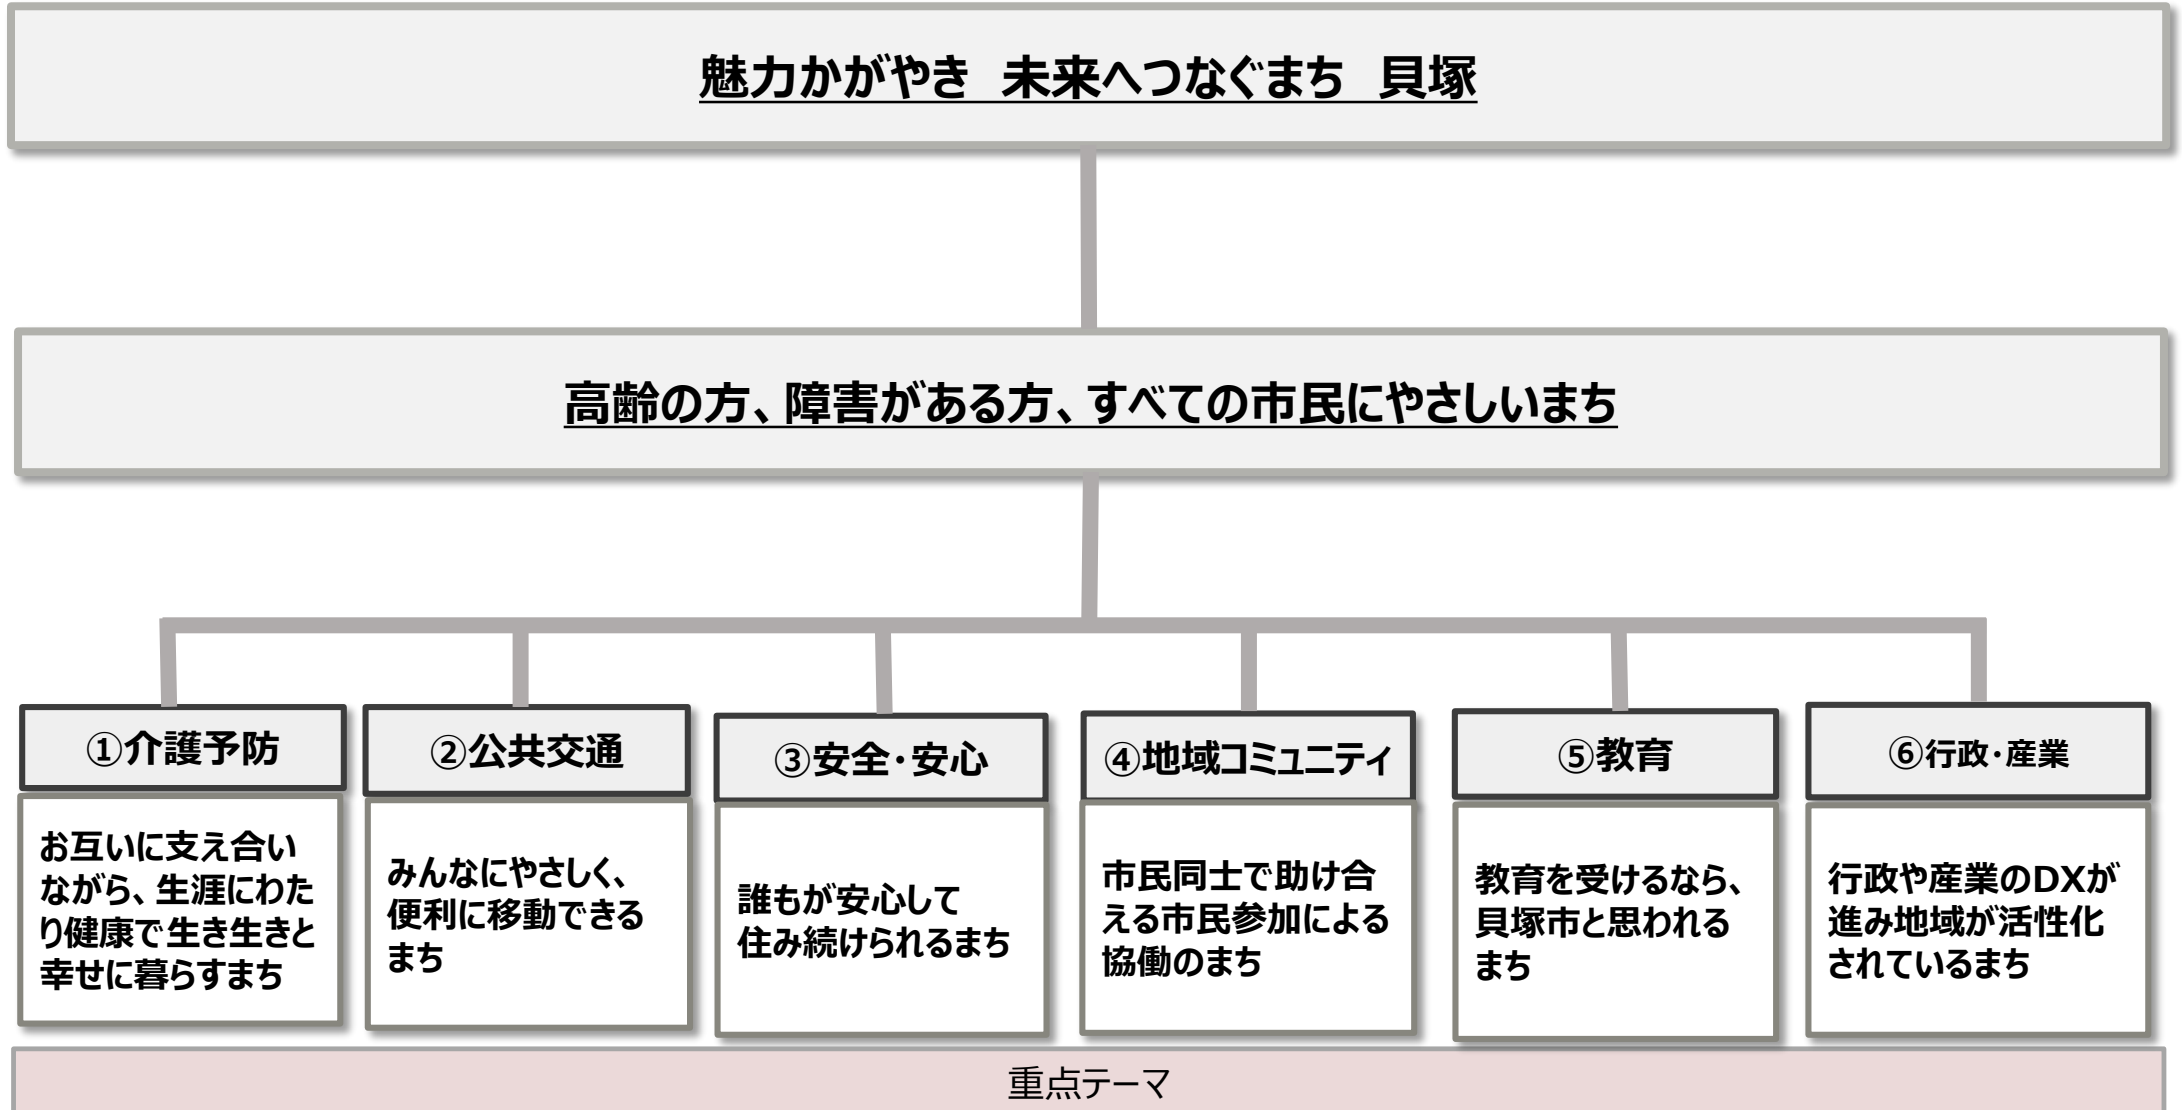 魅力かがやき　未来へつなぐまち　貝塚
高齢の方、障害がある方、すべての市民にやさしいまち
①介護予防
お互いに支え合い
ながら、生涯にわた
り健康で生き生きと
幸せに暮らすまち
②公共交通
みんなにやさしく、
便利に移動できる
まち
③安全・安心
誰もが安心して
住み続けられるまち
④地域コミュニティ
市民同士で助け合
える市民参加による
協働のまち
⑤教育
教育を受けるなら、
貝塚市と思われる
まち
⑥行政・産業
行政や産業のDXが
進み地域が活性化
されているまち
重点テーマ